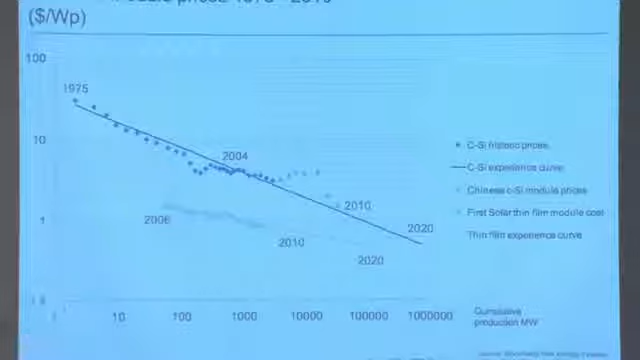 ($/Wp)
100
1975
10
2004
C-Si historic prices
C-Si experience curve
Chinese c-Si module prices
First Solar thin film module cost
Thin film experience curve
2006
2010
2020
1
2010
2020
10
100
1000
10000
100000
1000000
Cumulative
production MW